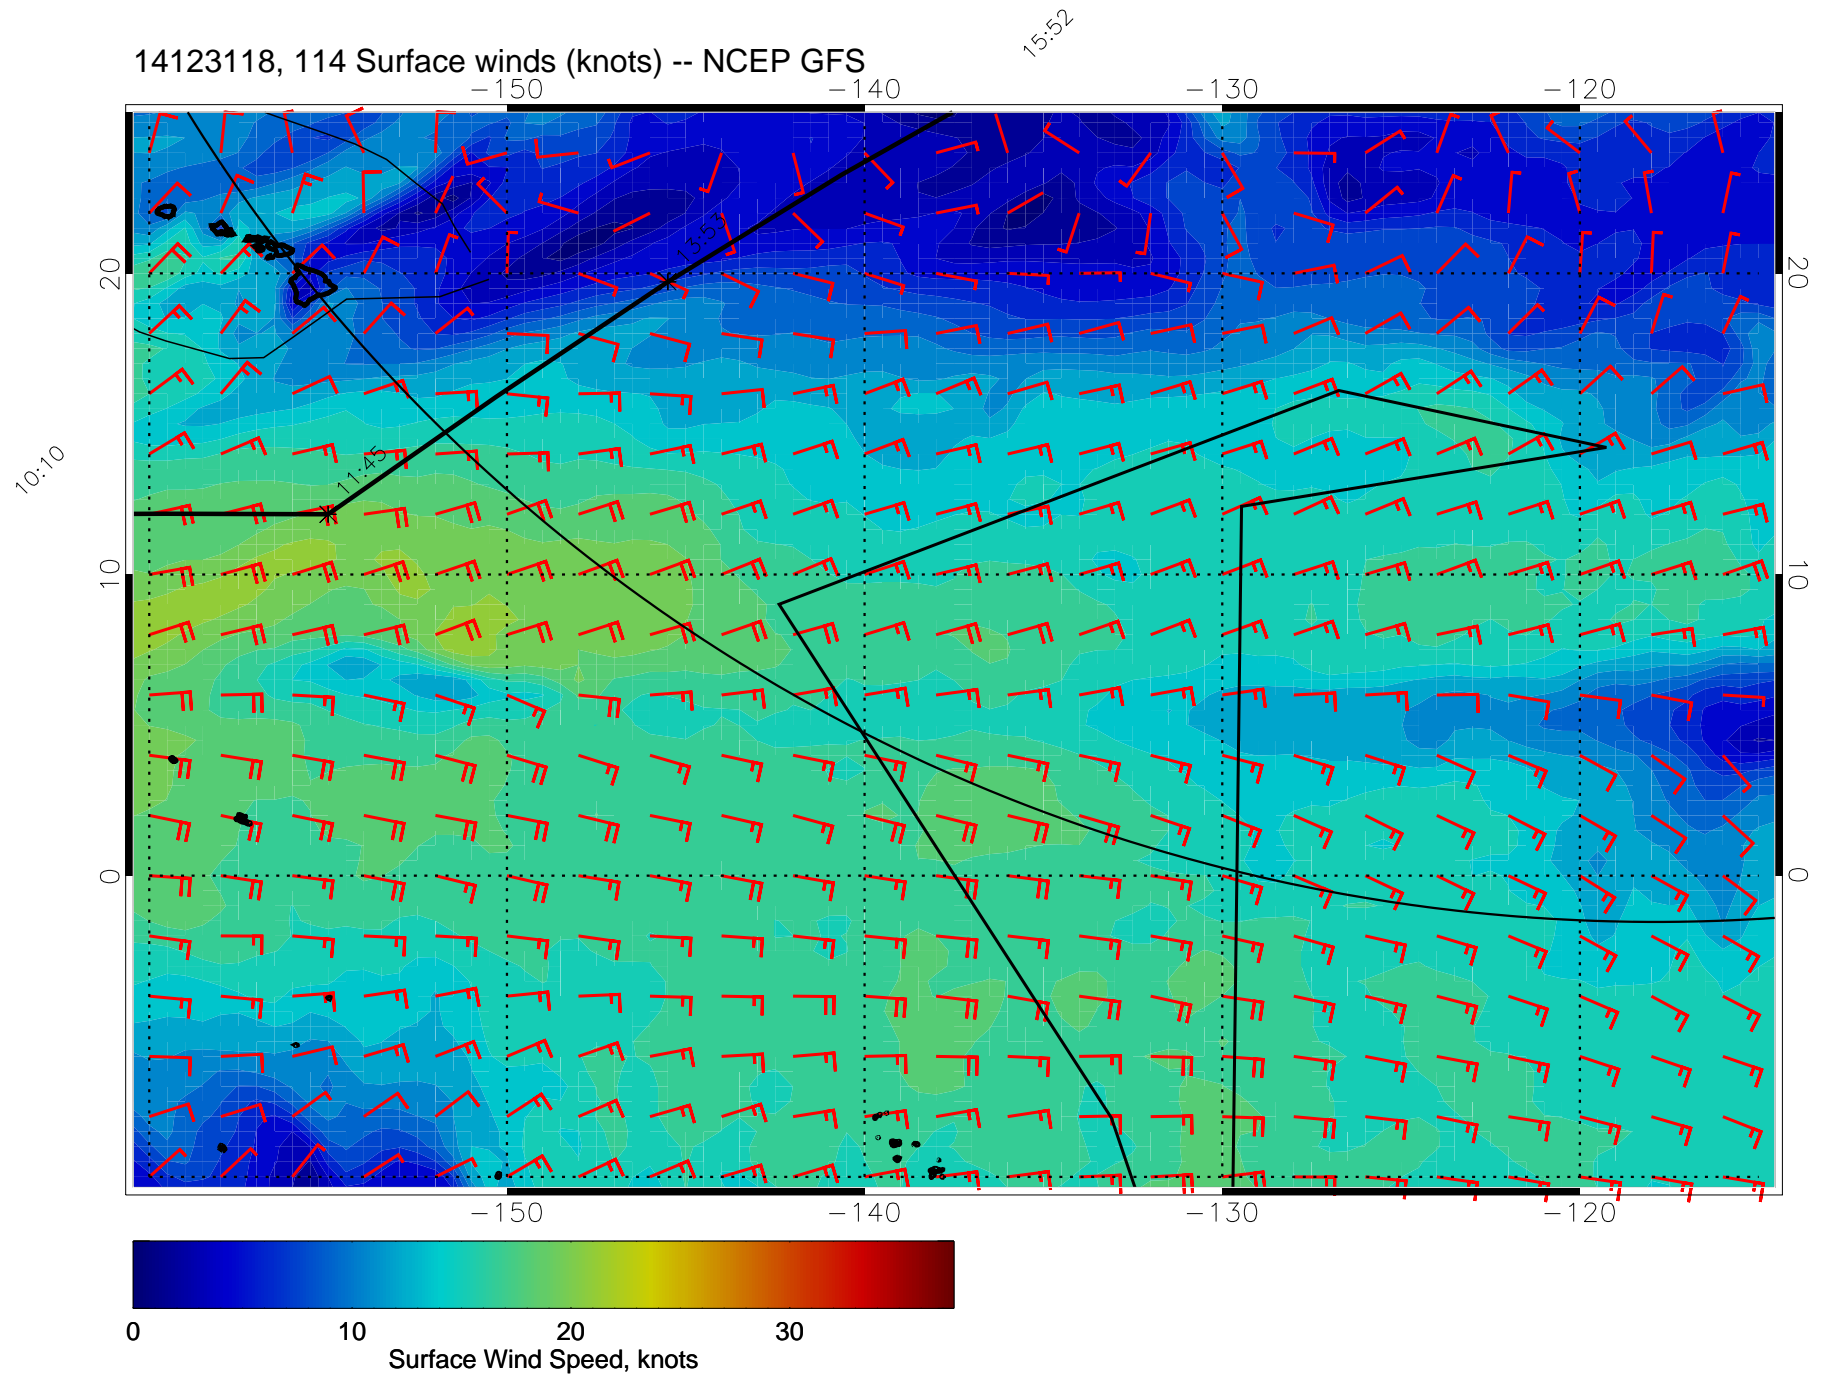 15:52
14123118, 114 Surface winds (knots) -- NCEP GFS
−150 −140 −130 −120
13:53
20 20
10:10
11:45
10 10
0 0
−150 −140 −130 −120
0 10 20 30
Surface Wind Speed, knots